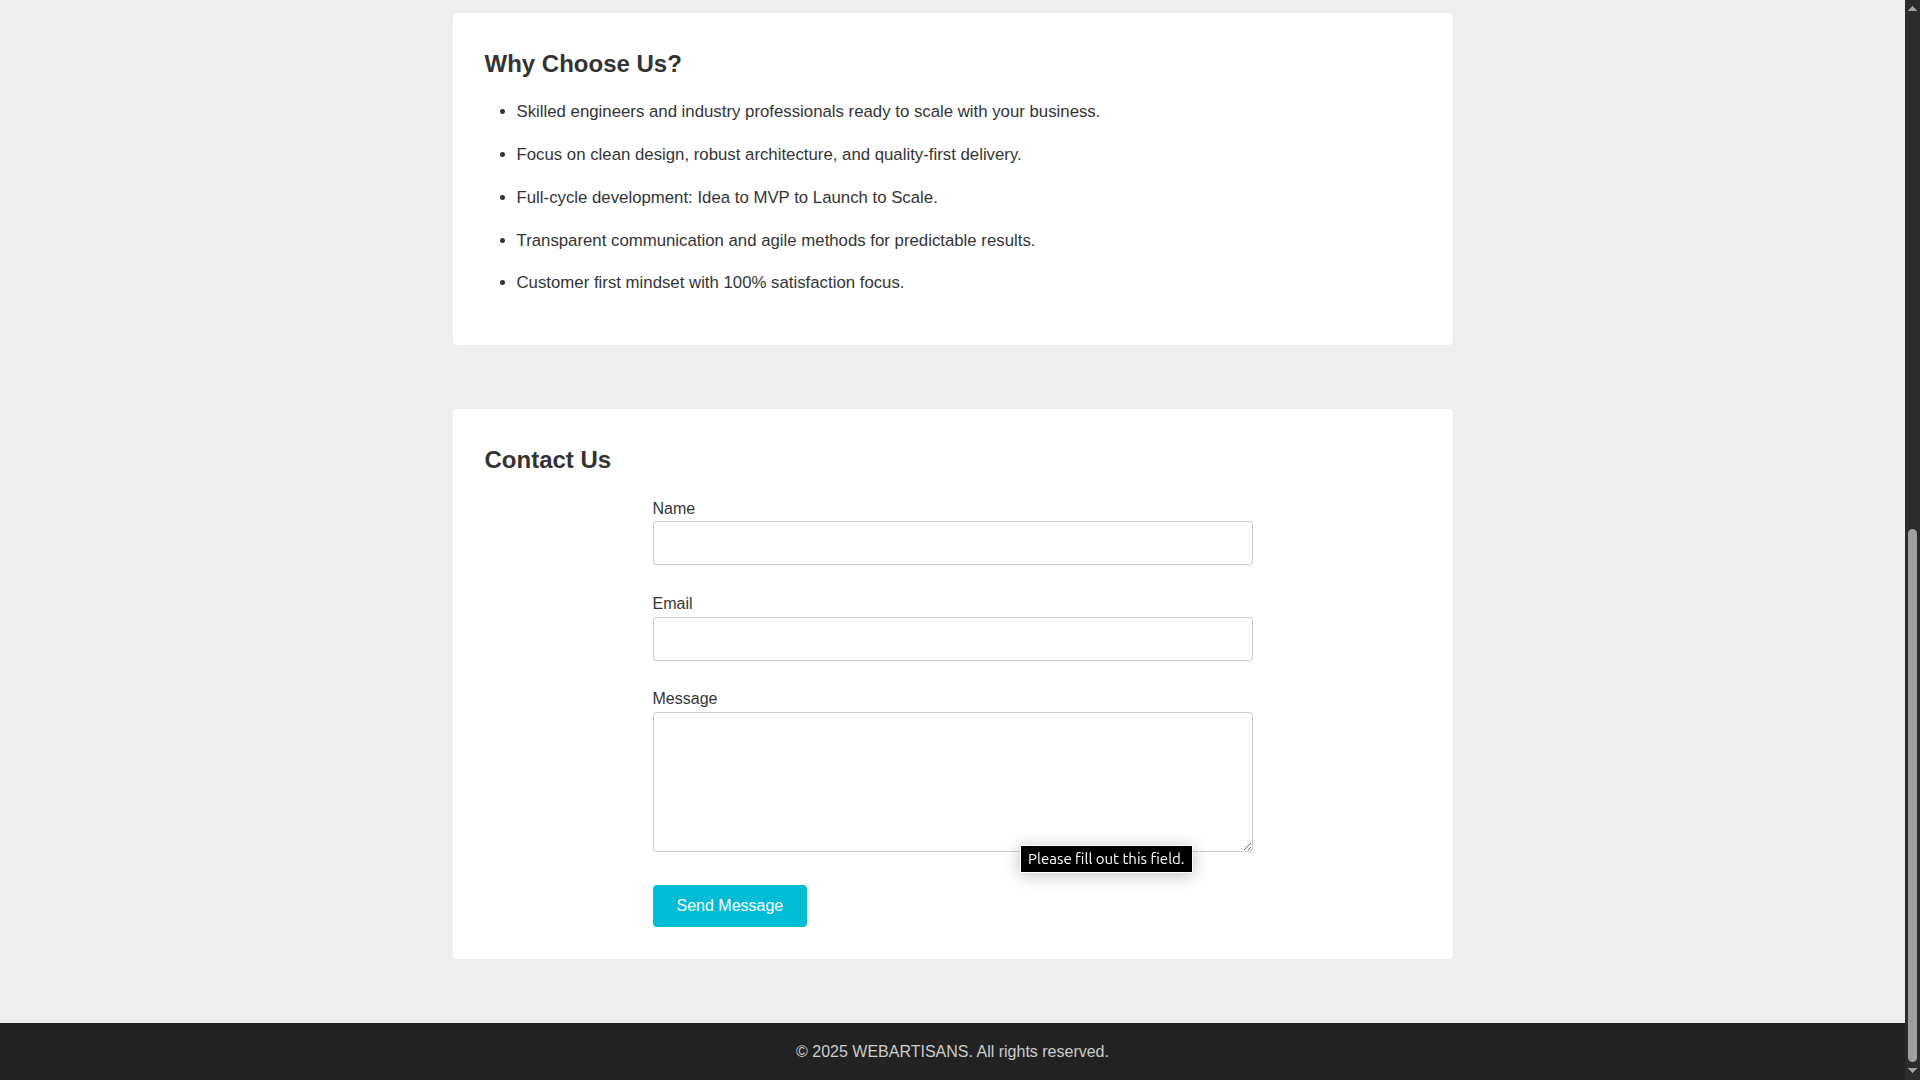 Why Choose Us?
Skilled engineers and industry professionals ready to scale with your business.
Focus on clean design, robust architecture, and quality-first delivery.
Full-cycle development: Idea to MVP to Launch to Scale.
Transparent communication and agile methods for predictable results.
Customer first mindset with 100% satisfaction focus.
Contact Us
Name
Email
Message
Please fill out this field.
Send Message
© 2025 WEBARTISANS. All rights reserved.